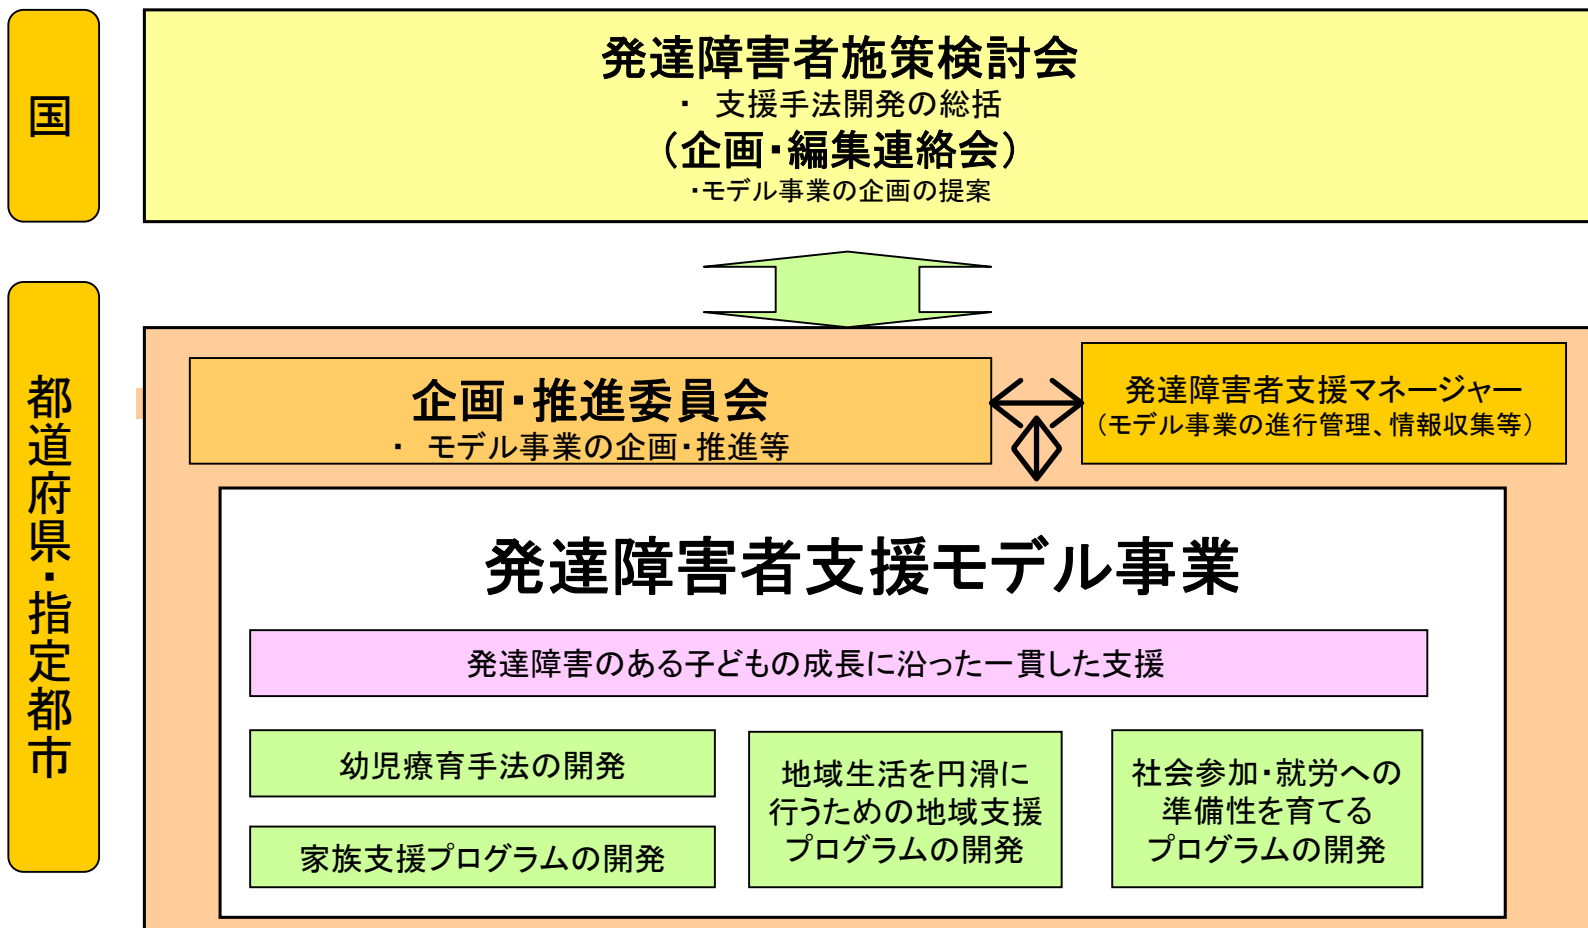 国
発達障害者施策検討会
・ 支援手法開発の総括
（企画・編集連絡会）
・モデル事業の企画の提案
都道府県・指定都市
企画・推進委員会
・ モデル事業の企画・推進等
発達障害者支援マネージャー
（モデル事業の進行管理、情報収集等）
発達障害者支援モデル事業
発達障害のある子どもの成長に沿った一貫した支援
幼児療育手法の開発
家族支援プログラムの開発
地域生活を円滑に
行うための地域支援
プログラムの開発
社会参加・就労への
準備性を育てる
プログラムの開発